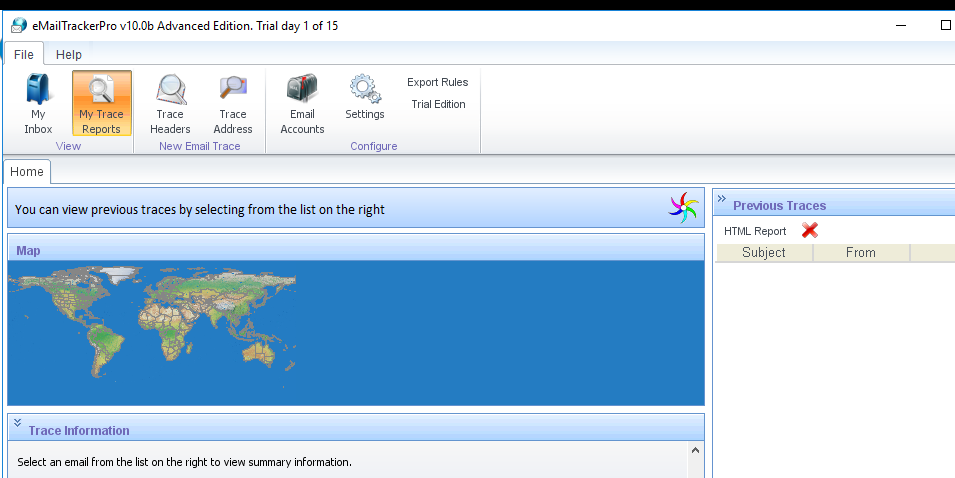 eMailTrackerPro v10.0b Advanced Edition. Trial day 1 of 15
File Help
My Inbox
My Trace Reports
View
Trace Headers
Trace Address
New Email Trace
Email Accounts
Settings
Export Rules
Trial Edition
Configure
Home
You can view previous traces by selecting from the list on the right
Map
Trace Information
Select an email from the list on the right to view summary information.
Previous Traces
HTML Report
Subject From